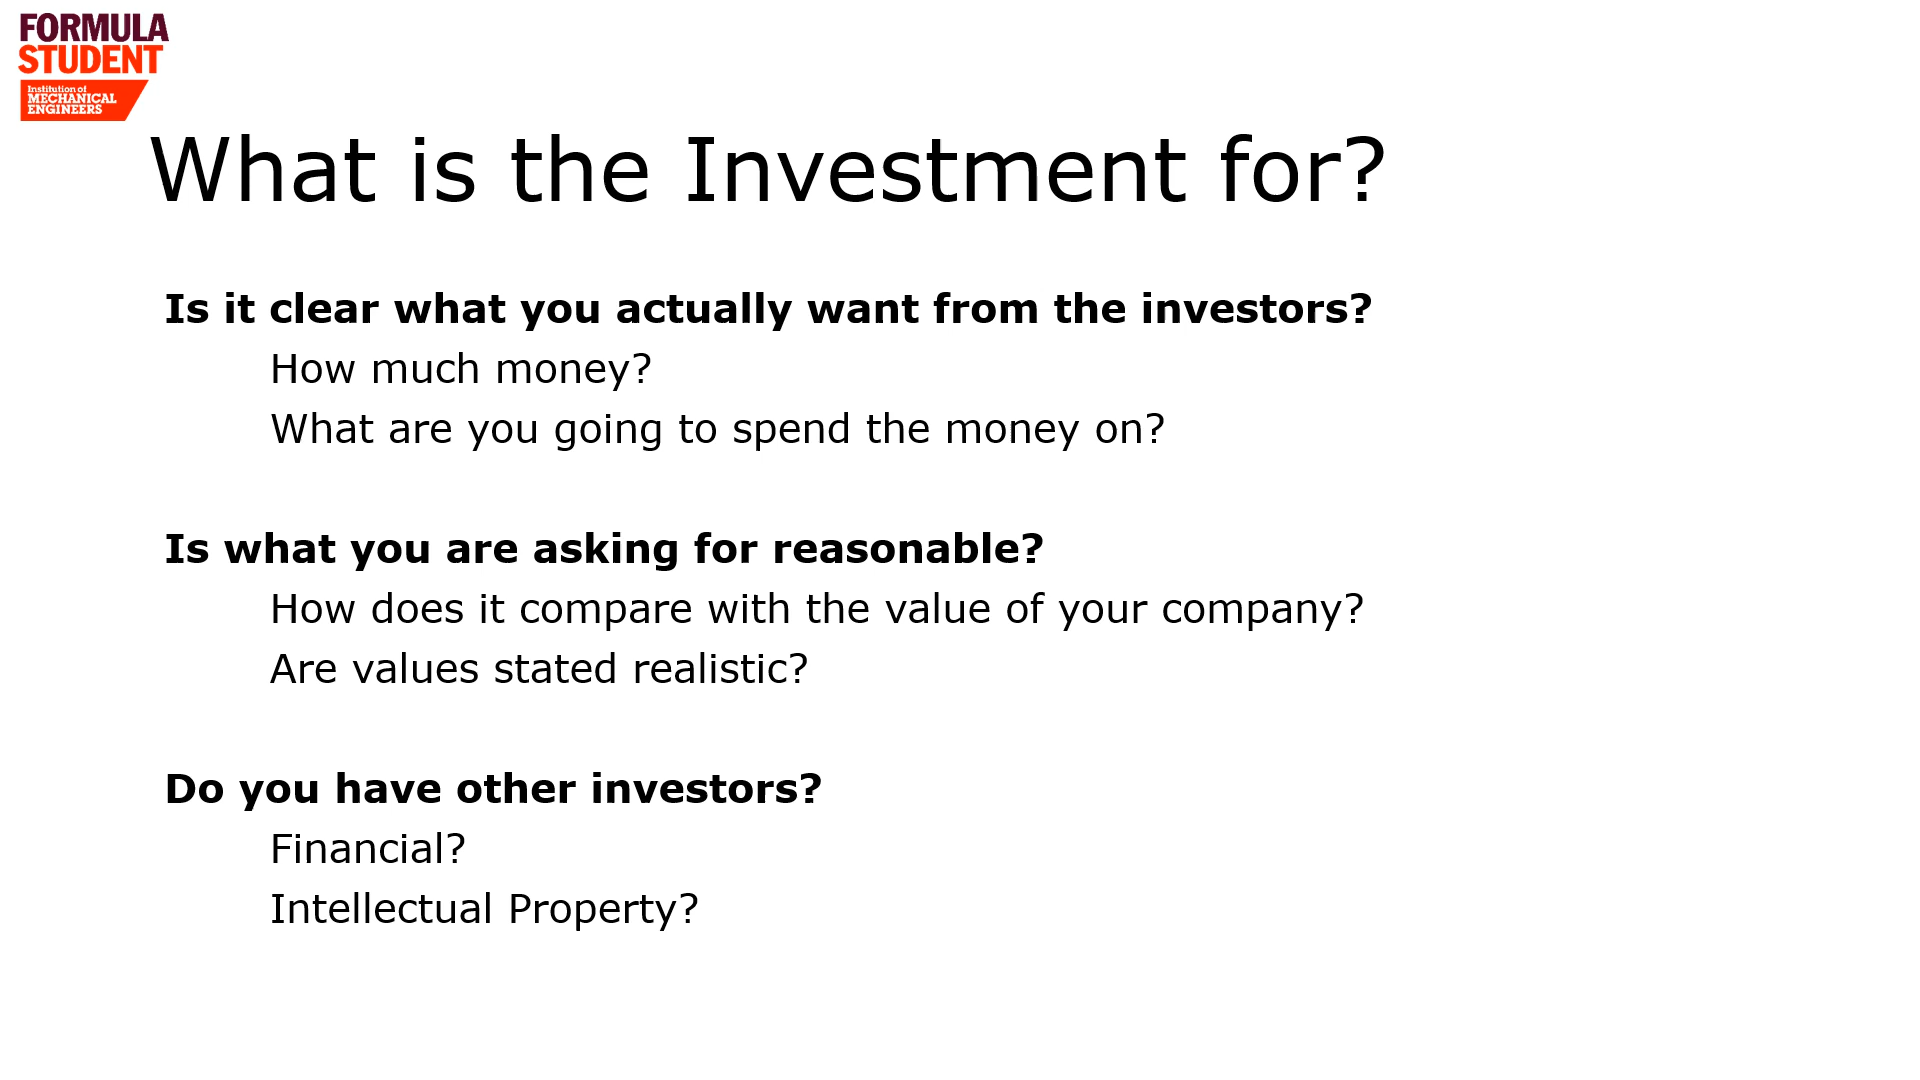 FORMULA
STUDENT
Institution of
MECHANICAL
ENGINEERS
What is the Investment for?
Is it clear what you actually want from the investors?
How much money?
What are you going to spend the money on?
Is what you are asking for reasonable?
How does it compare with the value of your company?
Are values stated realistic?
Do you have other investors?
Financial?
Intellectual Property?